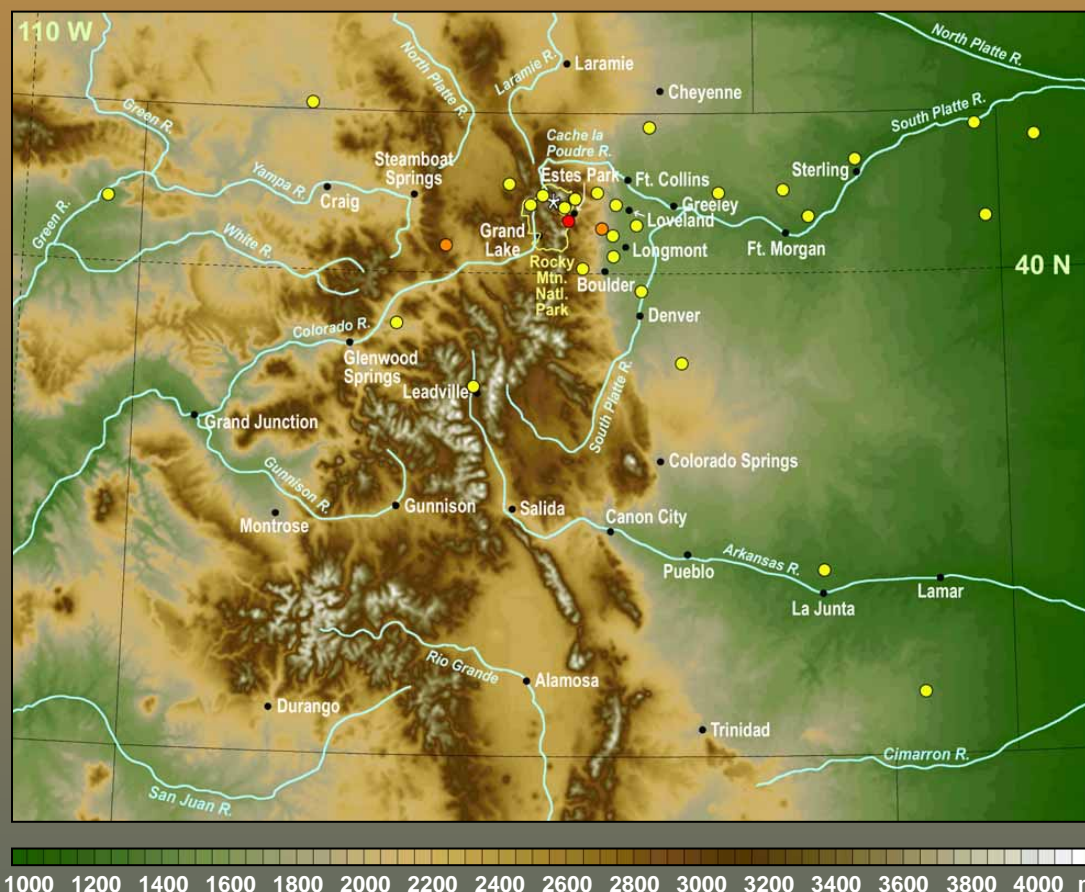 110 W
North Platte R.
North Platte R.
Laramie R.
Laramie
Cheyenne
Green R.
South Platte R.
Cache la
Poudre R.
Steamboat
Springs
Yampa R.
Craig
Estes Park
Ft. Collins
Sterling
Greeley
Loveland
Green R.
White R.
Grand
Lake
Longmont
Ft. Morgan
40 N
Rocky
Mtn.
Natl.
Park
Boulder
Denver
Colorado R.
Glenwood
Springs
Leadville
South Platte R.
Grand Junction
Colorado Springs
Gunnison R.
Gunnison
Salida
Canon City
Montrose
Arkansas R.
Pueblo
La Junta
Lamar
Rio Grande
Alamosa
Durango
Trinidad
Cimarron R.
San Juan R.
1000 1200 1400 1600 1800 2000 2200 2400 2600 2800 3000 3200 3400 3600 3800 4000